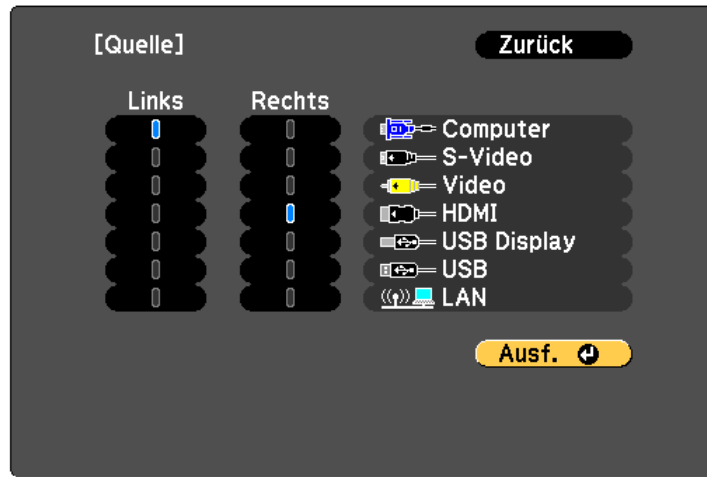 [Quelle] Zurück
Links Rechts
Computer
S-Video
Video
HDMI
USB Display
USB
LAN
Ausf.